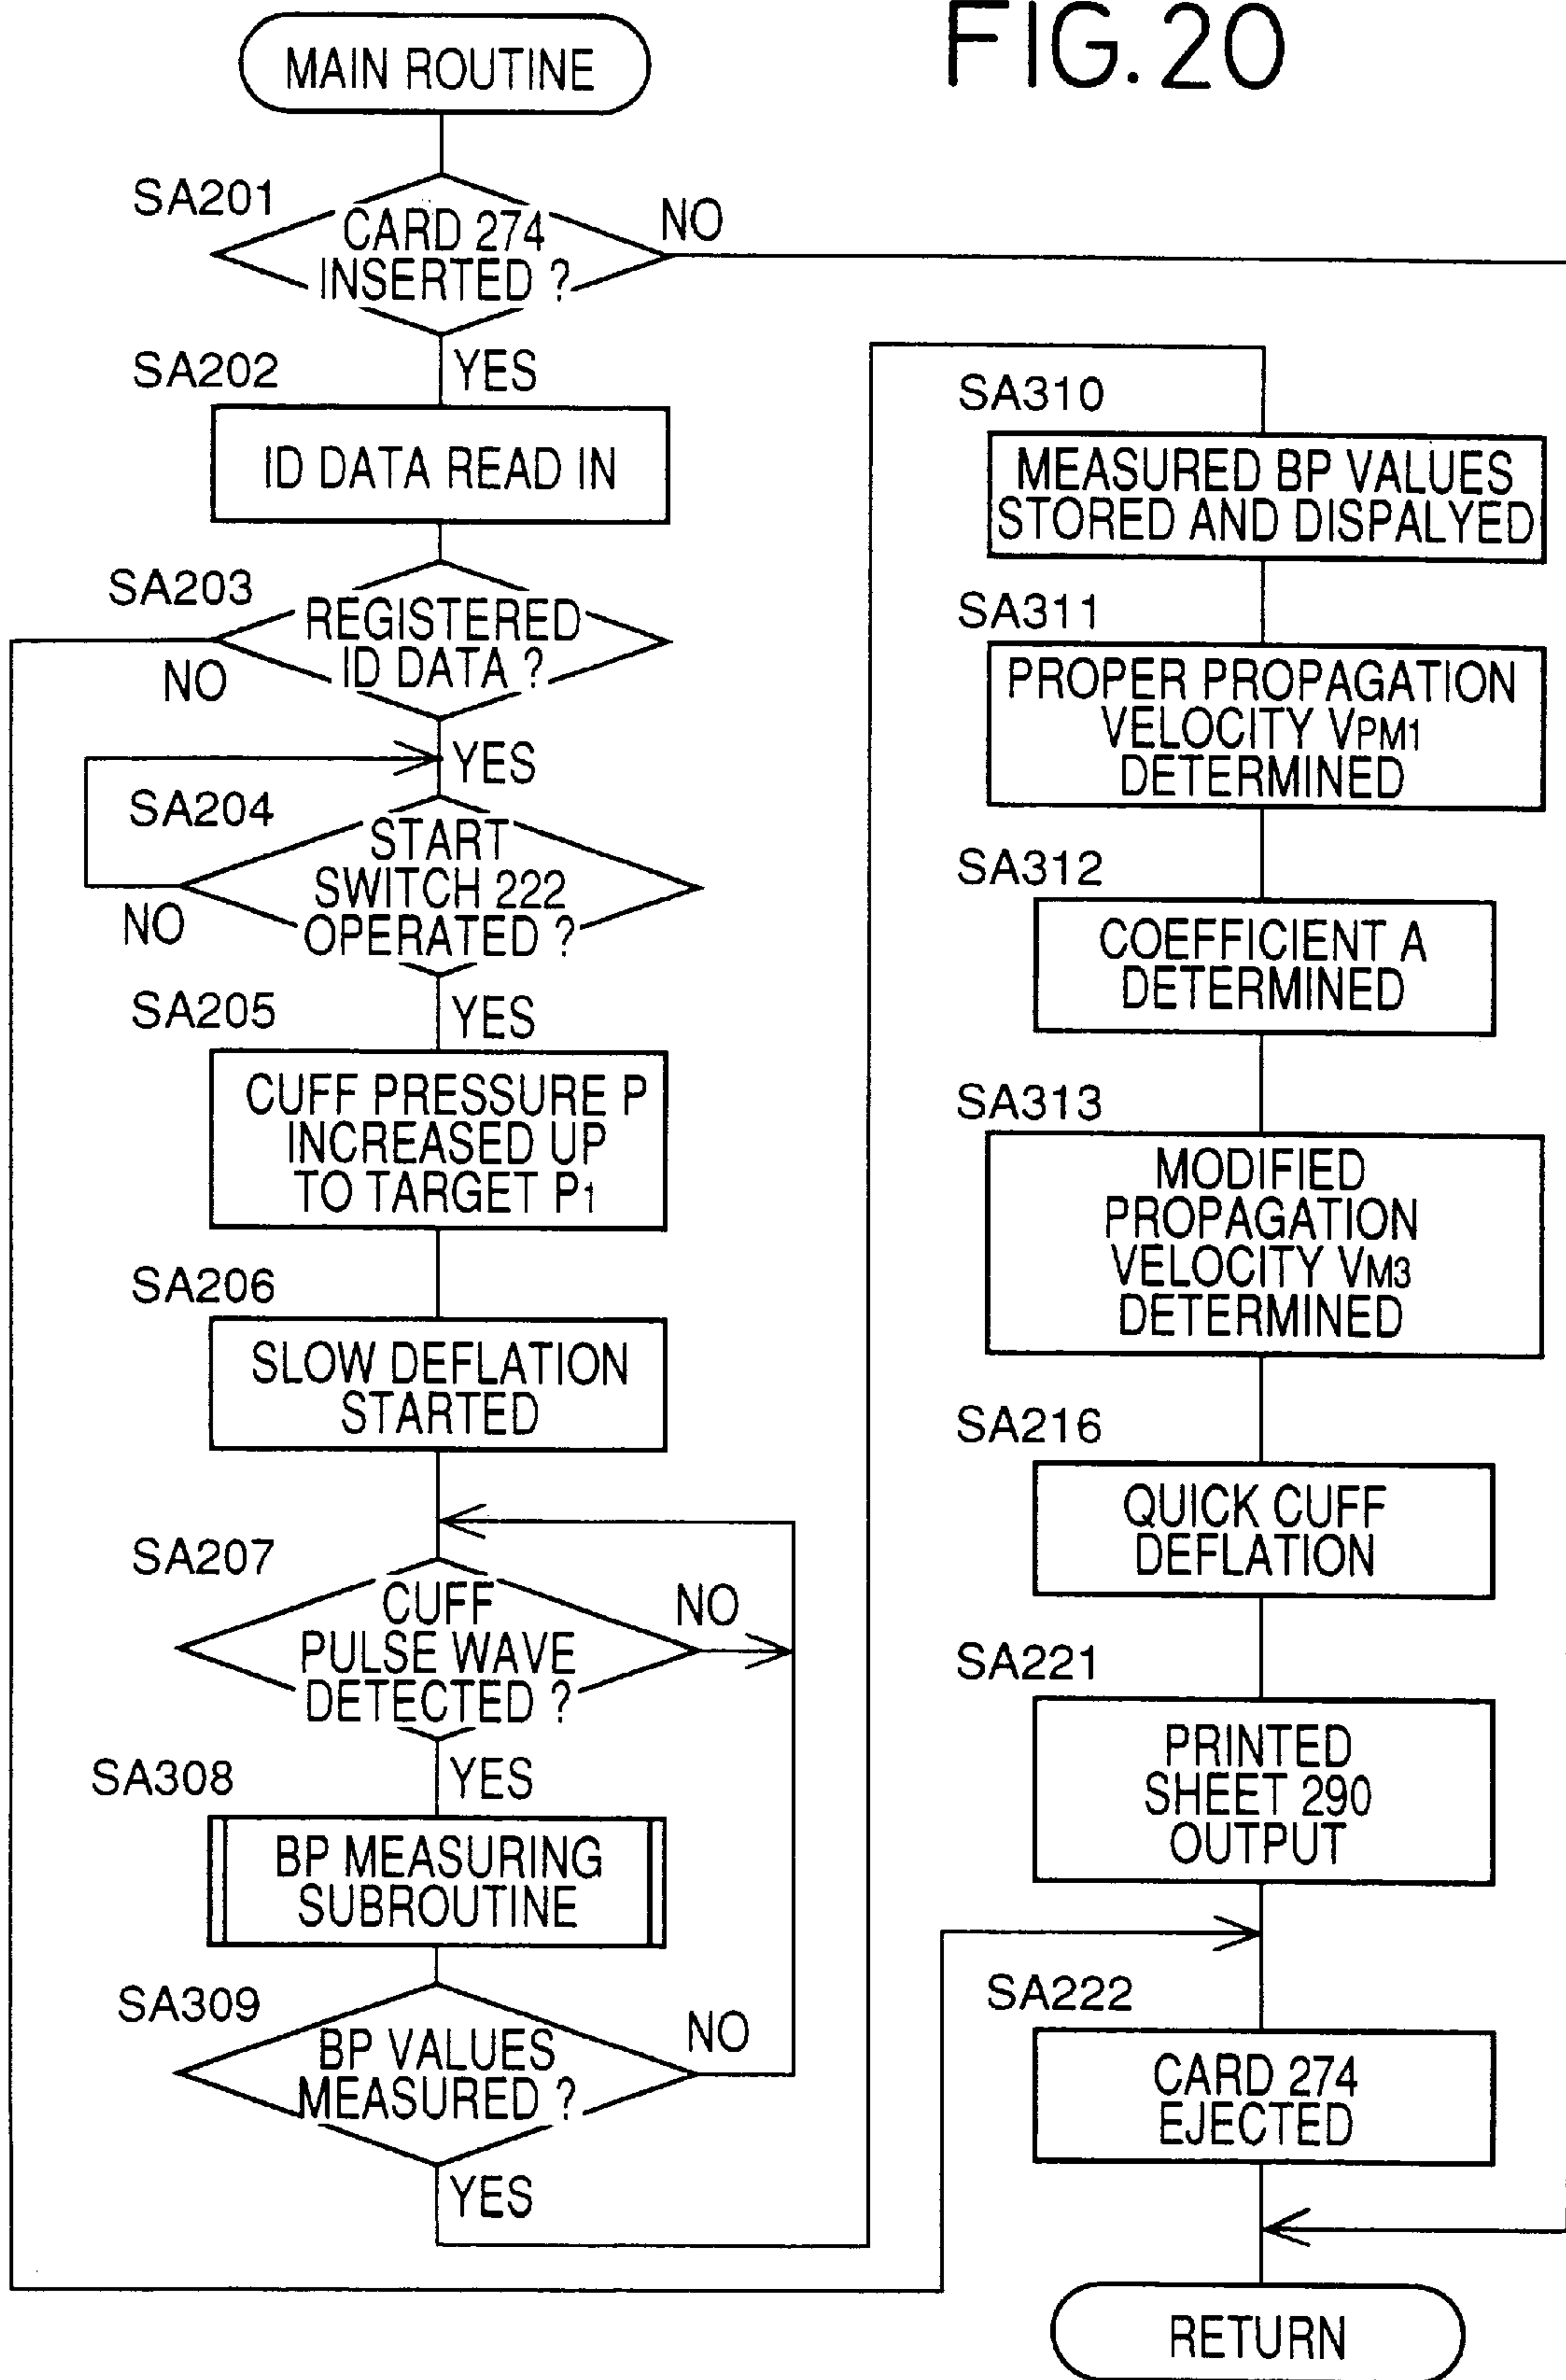 FIG.20
MAIN ROUTINE
SA201
CARD 274
INSERTED ?
NO
YES
SA202
ID DATA READ IN
SA203
REGISTERED
ID DATA ?
NO
YES
SA204
START
SWITCH 222
OPERATED ?
NO
YES
SA205
CUFF PRESSURE P
INCREASED UP
TO TARGET P1
SA206
SLOW DEFLATION
STARTED
SA207
CUFF
PULSE WAVE
DETECTED ?
NO
YES
SA308
BP MEASURING
SUBROUTINE
SA309
BP VALUES
MEASURED ?
NO
YES
SA310
MEASURED BP VALUES
STORED AND DISPALYED
SA311
PROPER PROPAGATION
VELOCITY VPM1
DETERMINED
SA312
COEFFICIENT A
DETERMINED
SA313
MODIFIED
PROPAGATION
VELOCITY VM3
DETERMINED
SA216
QUICK CUFF
DEFLATION
SA221
PRINTED
SHEET 290
OUTPUT
SA222
CARD 274
EJECTED
RETURN